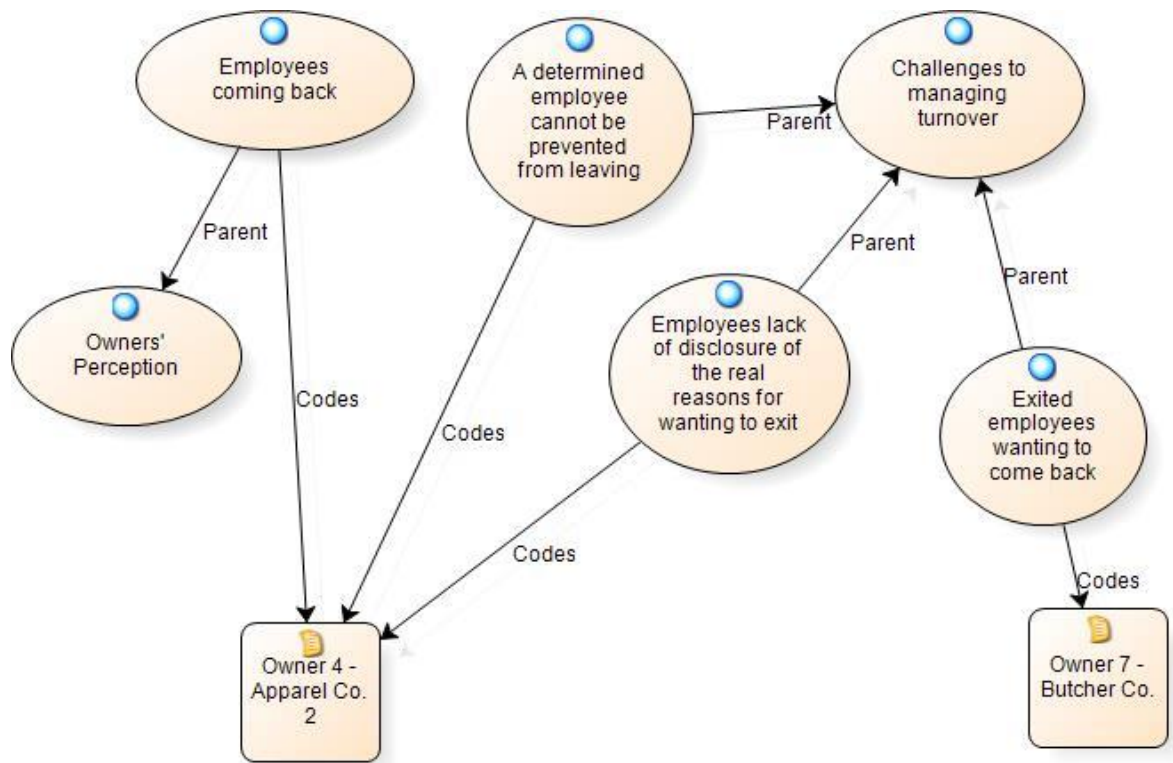 Employees
coming back
A determined
employee
cannot be
prevented
from leaving
Challenges to
managing
turnover
Parent
Parent
Parent
Parent
Owners'
Perception
Employees lack
of disclosure of
the real
reasons for
wanting to exit
Exited
employees
wanting to
come back
Codes
Codes
Codes
Codes
Owner 4 -
Apparel Co.
2
Owner 7 -
Butcher Co.